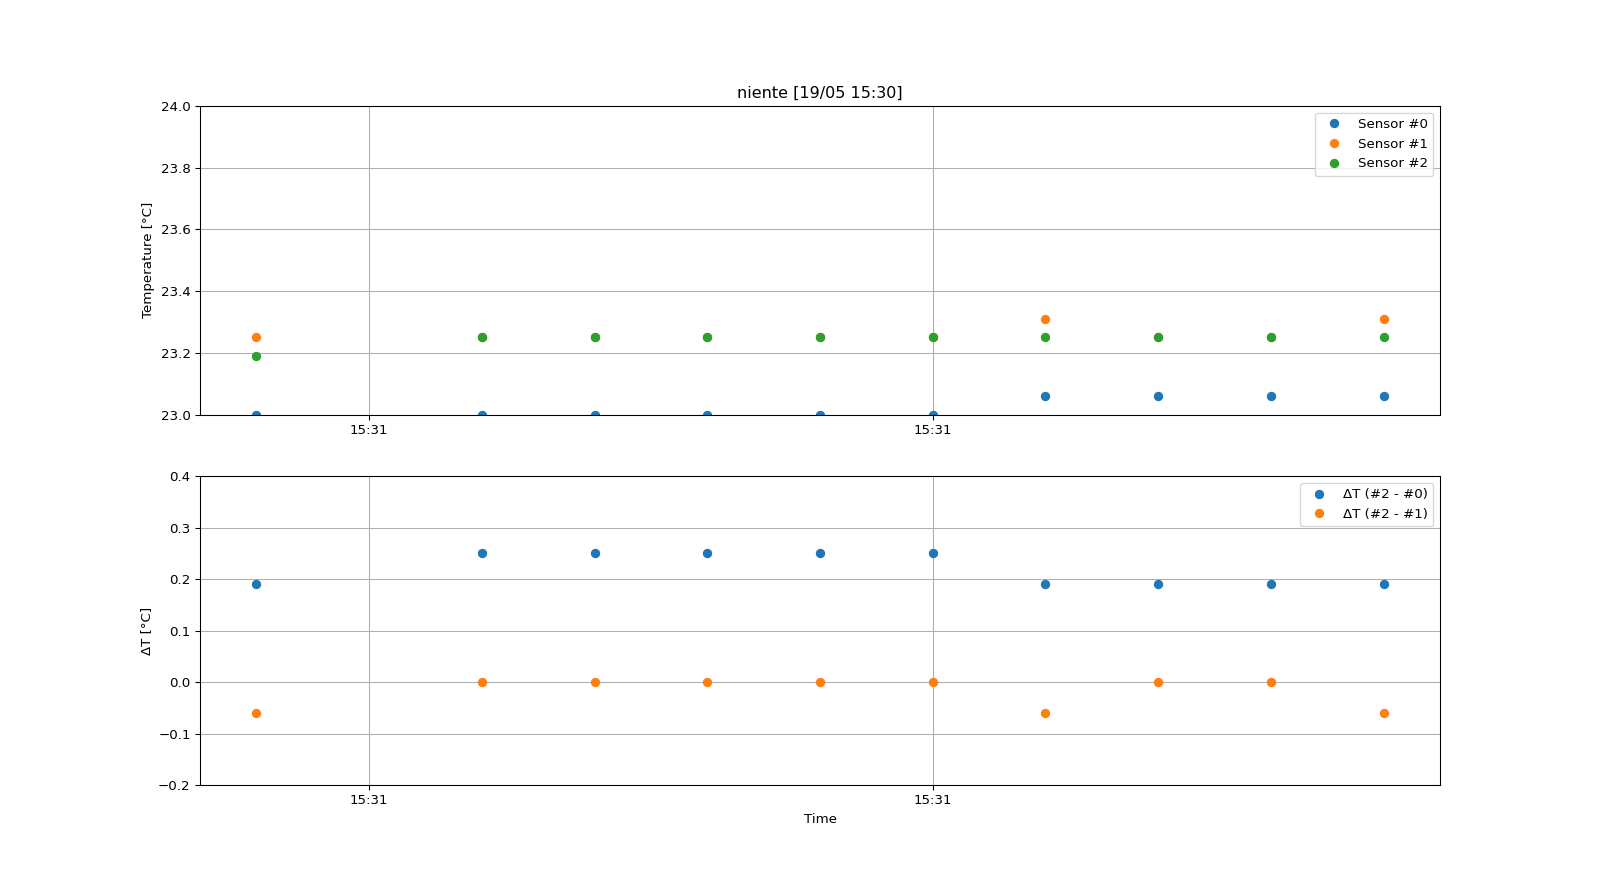 niente [19/05 15:30]
24.0
23.8
23.6
23.4
23.2
23.0
Temperature [°C]
Sensor #0
Sensor #1
Sensor #2
15:31
15:31
0.4
0.3
0.2
0.1
0.0
−0.1
−0.2
ΔT [°C]
ΔT (#2 - #0)
ΔT (#2 - #1)
15:31
15:31
Time